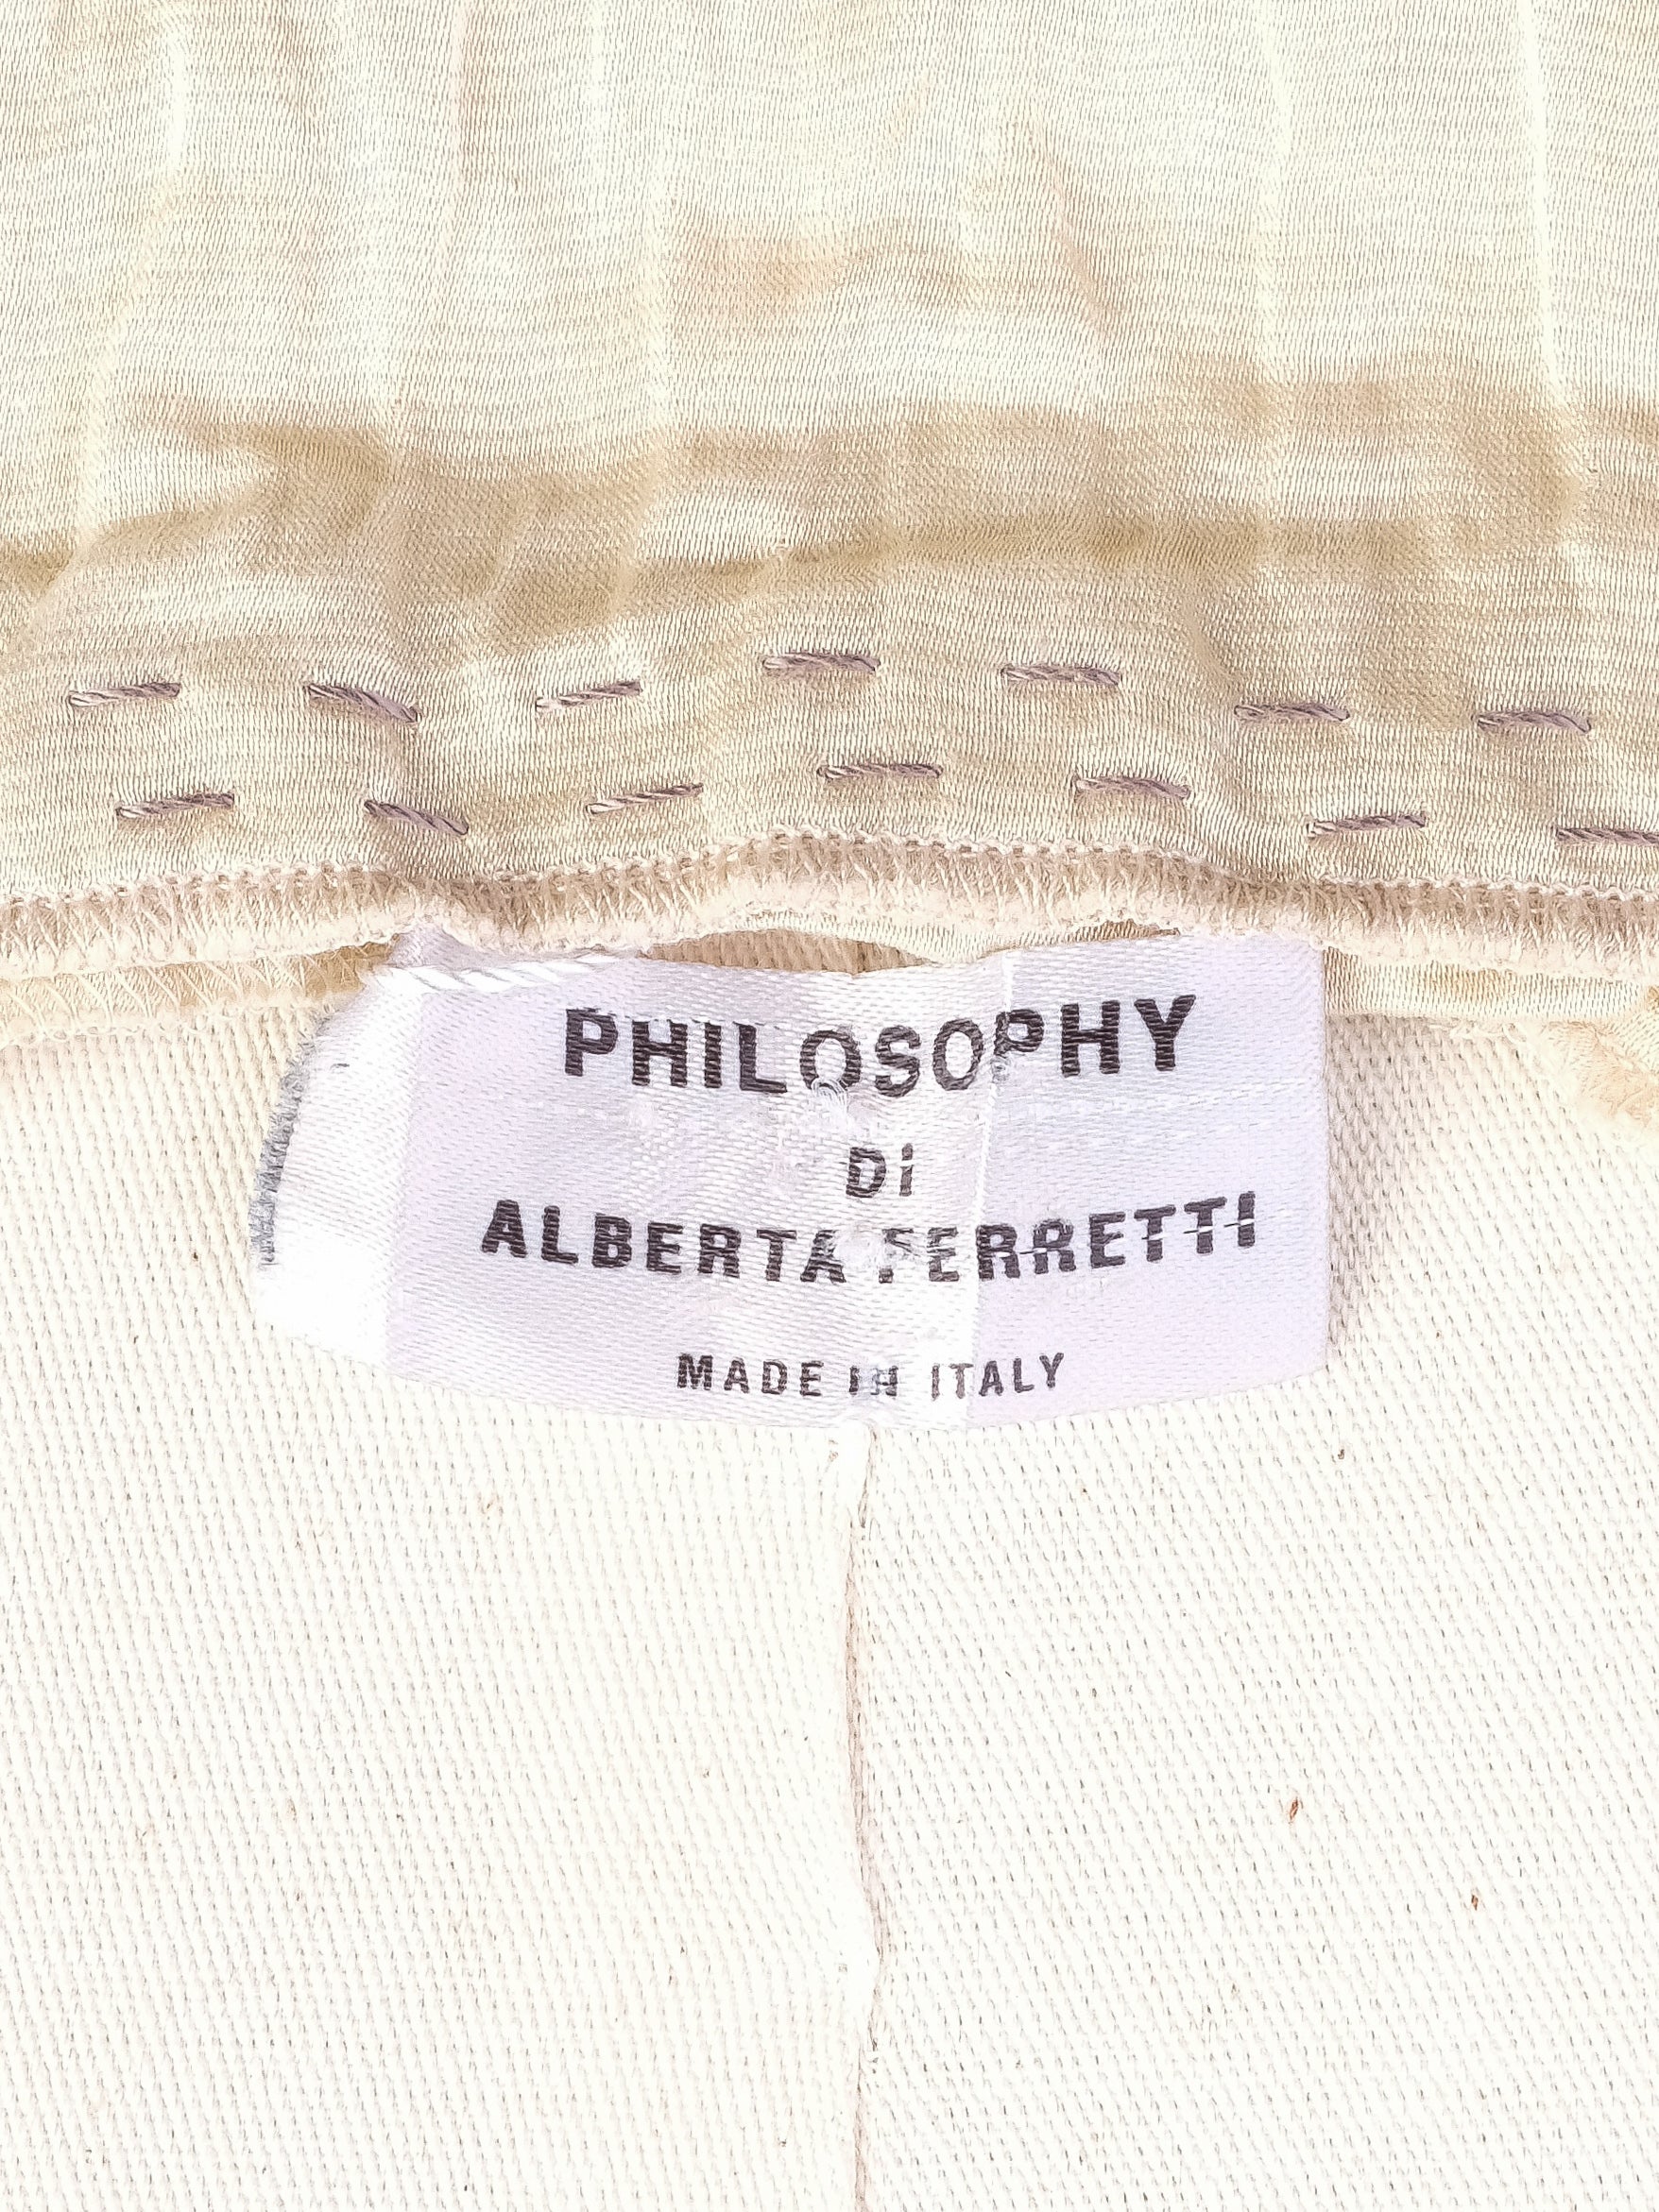 PHILOSOPHY
Di
ALBERTA FERRETTI
MADE IN ITALY